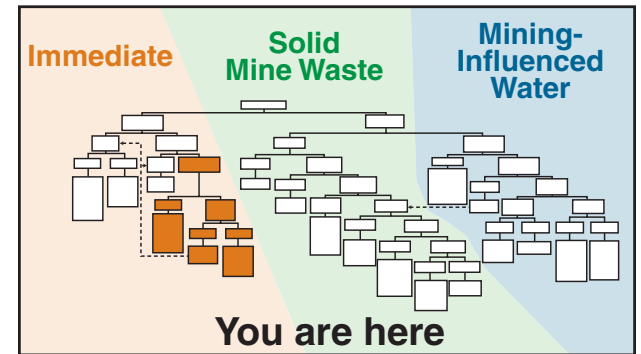 Immediate
Solid
Mine Waste
Mining-
Influenced
Water
You are here